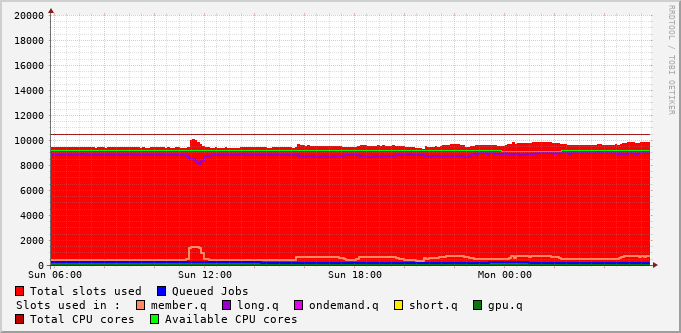 20000
18000
16000
14000
12000
10000
8000
6000
4000
2000
0
Sun 06:00 Sun 12:00 Sun 18:00 Mon 00:00
Total slots used Queued Jobs
Slots used in : member.q long.q ondemand.q short.q gpu.q
Total CPU cores Available CPU cores
RRDTOOL / TOBI OETIKER